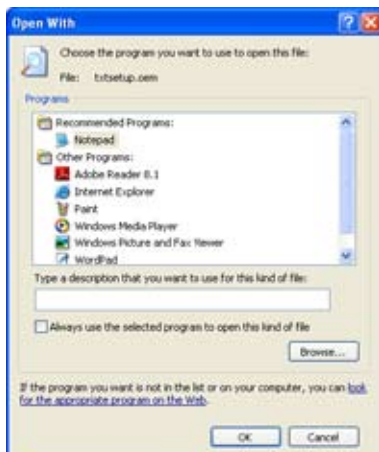 Open With
Choose the program you want to use to open this file:
File: txtsetup.oem
Programs
Recommended Programs:
Notepad
Other Programs:
Adobe Reader 8.1
Internet Explorer
Paint
Windows Media Player
Windows Picture and Fax Viewer
WordPad
Type a description that you want to use for this kind of file:
Always use the selected program to open this kind of file
Browse...
If the program you want is not in the list or on your computer, you can look
for the appropriate program on the Web.
OK
Cancel